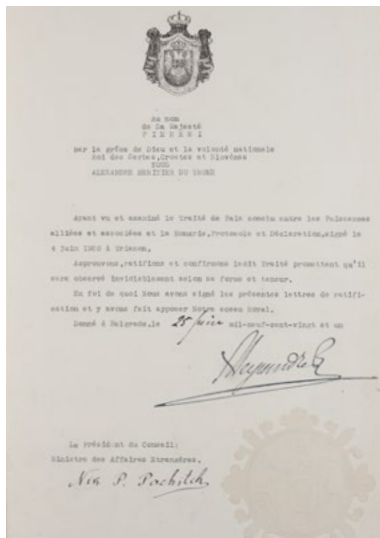 Au nom
de Sa Majesté
PIERRE I
par la grâce de Dieu et la volonté nationale
Roi des Serbes, Croates et Slovènes
NOUS
ALEXANDRE HÉRITIER DU TRONE
Ayant vu et examiné le Traité de Paix conclu entre les Puissances
alliées et associées et la Hongrie, Protocole et Déclaration, signé le
4 juin 1920 à Trianon,
Approuvons, ratifions et confirmons ledit Traité promettant qu'il
sera observé inviolablement selon sa forme et teneur.
En foi de quoi Nous avons signé les présentes lettres de ratifi-
cation et y avons fait apposer Notre sceau Royal.
Donné à Belgrade, le 25 juin mil-neuf-cent-vingt et un
Alexandre
Le Président du Conseil,
Ministre des Affaires Etrangères,
Nik P. Pachitch.